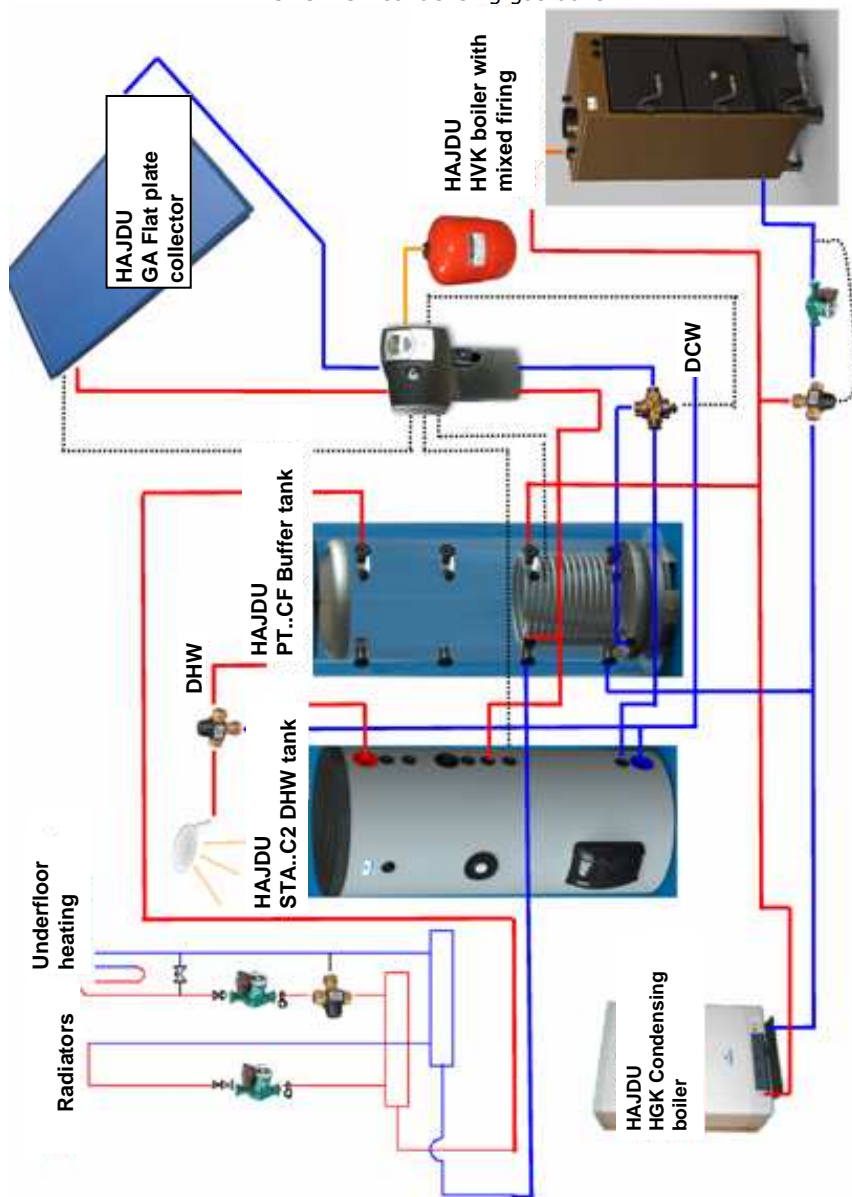 HAJDU
GA Flat plate
collector
HAJDU
HVK boiler with
mixed firing
DCW
HAJDU
PT..CF Buffer tank
DHW
HAJDU
STA..C2 DHW tank
Underfloor
heating
Radiators
HAJDU
HGK Condensing
boiler